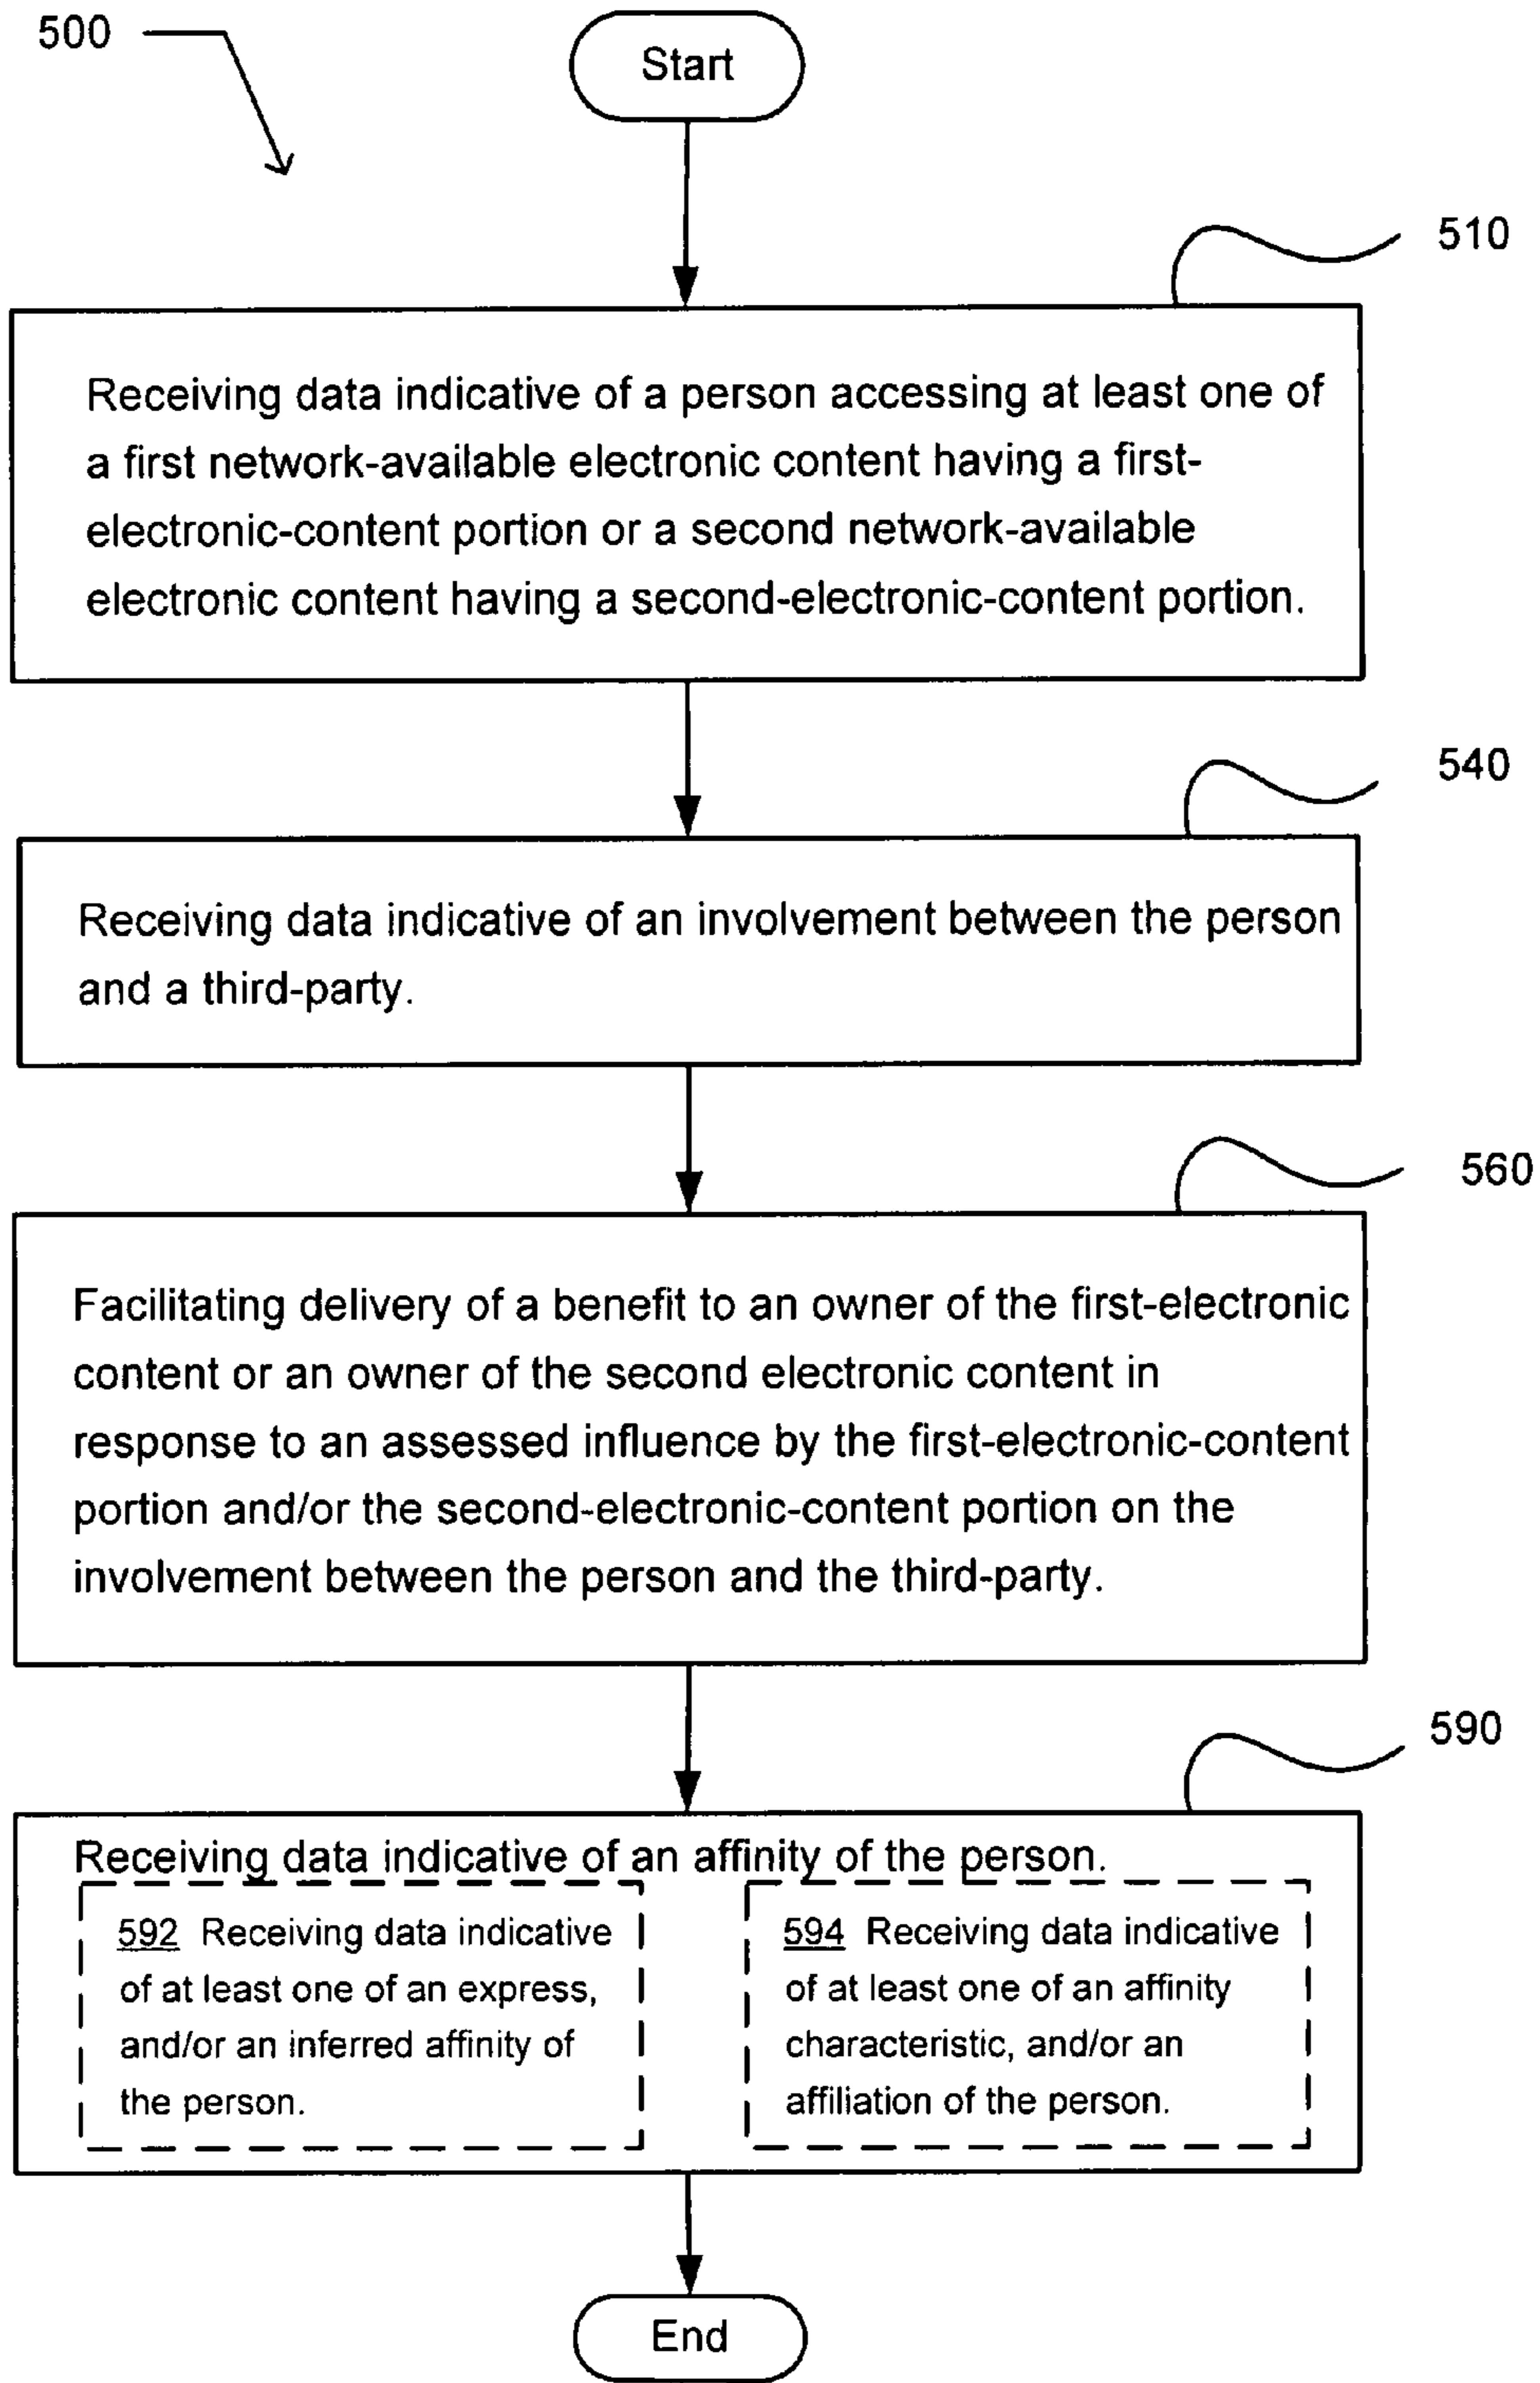 500
Start
510
Receiving data indicative of a person accessing at least one of
a first network-available electronic content having a first-
electronic-content portion or a second network-available
electronic content having a second-electronic-content portion.
540
Receiving data indicative of an involvement between the person
and a third-party.
560
Facilitating delivery of a benefit to an owner of the first-electronic
content or an owner of the second electronic content in
response to an assessed influence by the first-electronic-content
portion and/or the second-electronic-content portion on the
involvement between the person and the third-party.
590
Receiving data indicative of an affinity of the person.
592 Receiving data indicative
of at least one of an express,
and/or an inferred affinity of
the person.
594 Receiving data indicative
of at least one of an affinity
characteristic, and/or an
affiliation of the person.
End